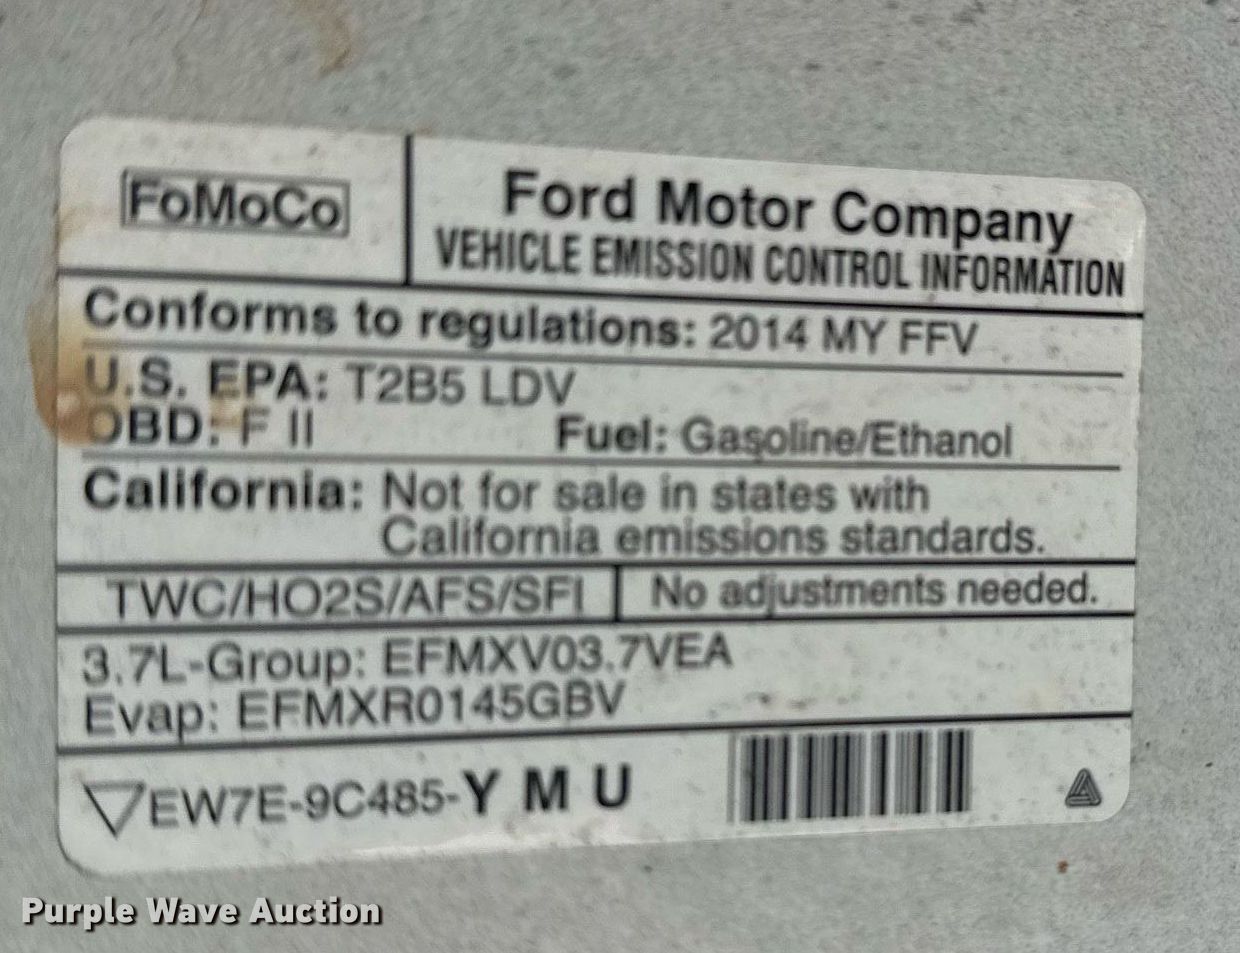 FoMoCo
Ford Motor Company
VEHICLE EMISSION CONTROL INFORMATION
Conforms to regulations: 2014 MY FFV
U.S. EPA: T2B5 LDV
OBD: F II Fuel: Gasoline/Ethanol
California: Not for sale in states with
California emissions standards.
TWC/HO2S/AFS/SFI No adjustments needed.
3.7L-Group: EFMXV03.7VEA
Evap: EFMXR0145GBV
EW7E-9C485-Y M U
Purple Wave Auction